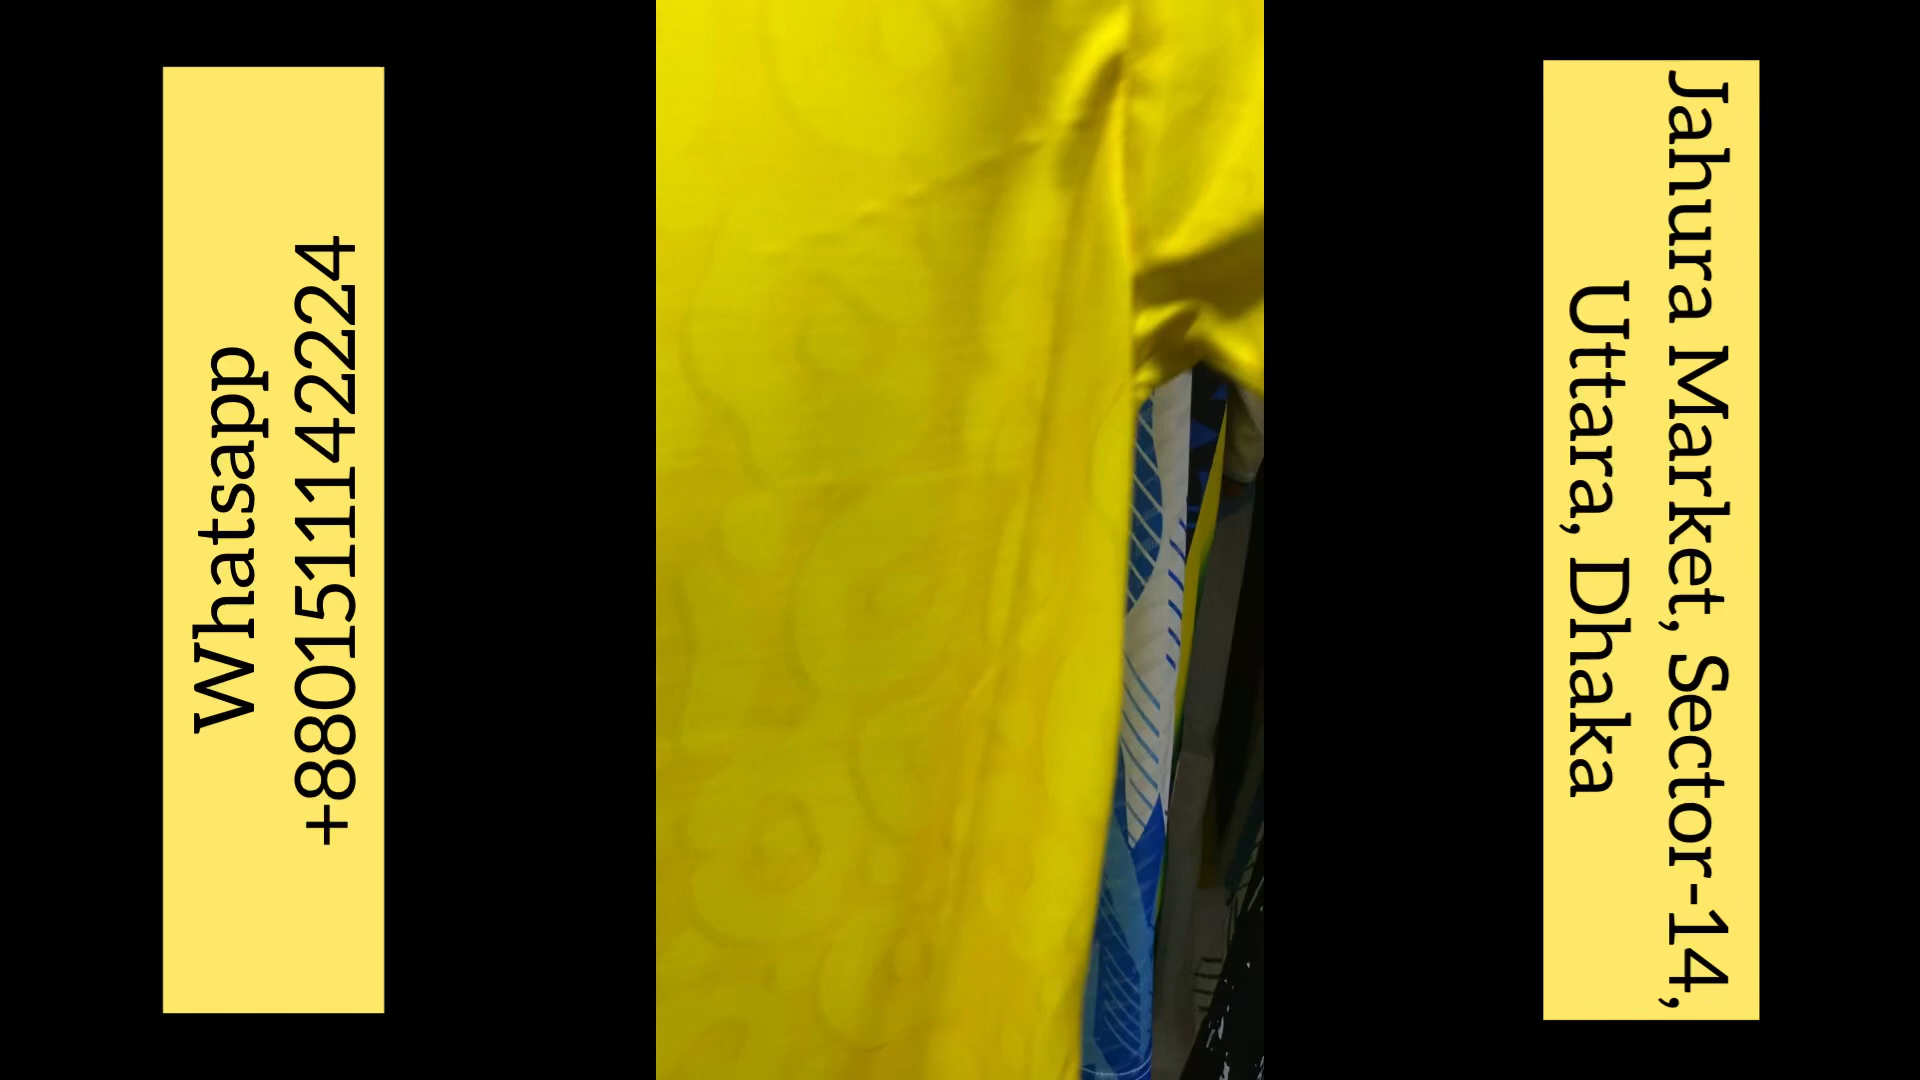 Whatsapp
+8801511142224
Jahura Market, Sector-14,
Uttara, Dhaka